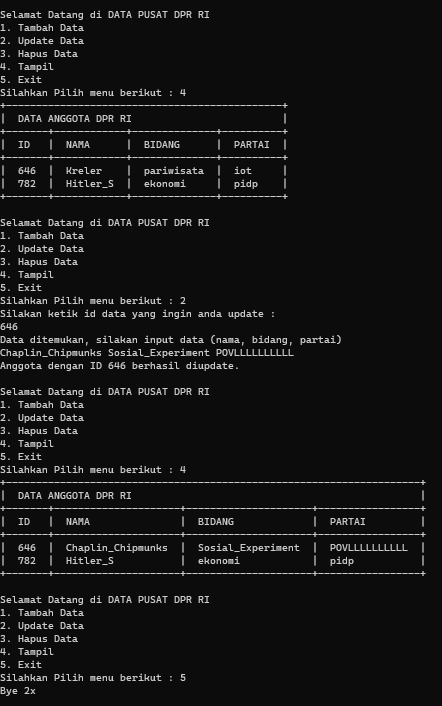 Selamat Datang di DATA PUSAT DPR RI
1. Tambah Data
2. Update Data
3. Hapus Data
4. Tampil
5. Exit
Silahkan Pilih menu berikut : 4
+-----------------------------------------------+
|  DATA ANGGOTA DPR RI                          |
+-------+------------+--------------+----------+
|  ID   |  NAMA      |  BIDANG      |  PARTAI  |
+-------+------------+--------------+----------+
|  646  |  Kreler    |  pariwisata  |  iot     |
|  782  |  Hitler_S  |  ekonomi     |  pidp    |
+-------+------------+--------------+----------+
Selamat Datang di DATA PUSAT DPR RI
1. Tambah Data
2. Update Data
3. Hapus Data
4. Tampil
5. Exit
Silahkan Pilih menu berikut : 2
Silakan ketik id data yang ingin anda update :
646
Data ditemukan, silakan input data (nama, bidang, partai)
Chaplin_Chipmunks Sosial_Experiment POVLLLLLLLLLL
Anggota dengan ID 646 berhasil diupdate.
Selamat Datang di DATA PUSAT DPR RI
1. Tambah Data
2. Update Data
3. Hapus Data
4. Tampil
5. Exit
Silahkan Pilih menu berikut : 4
+---------------------------------------------------------------------+
|  DATA ANGGOTA DPR RI                                                |
+-------+---------------------+---------------------+-----------------+
|  ID   |  NAMA               |  BIDANG             |  PARTAI         |
+-------+---------------------+---------------------+-----------------+
|  646  |  Chaplin_Chipmunks  |  Sosial_Experiment  |  POVLLLLLLLLLL  |
|  782  |  Hitler_S           |  ekonomi            |  pidp           |
+-------+---------------------+---------------------+-----------------+
Selamat Datang di DATA PUSAT DPR RI
1. Tambah Data
2. Update Data
3. Hapus Data
4. Tampil
5. Exit
Silahkan Pilih menu berikut : 5
Bye 2x